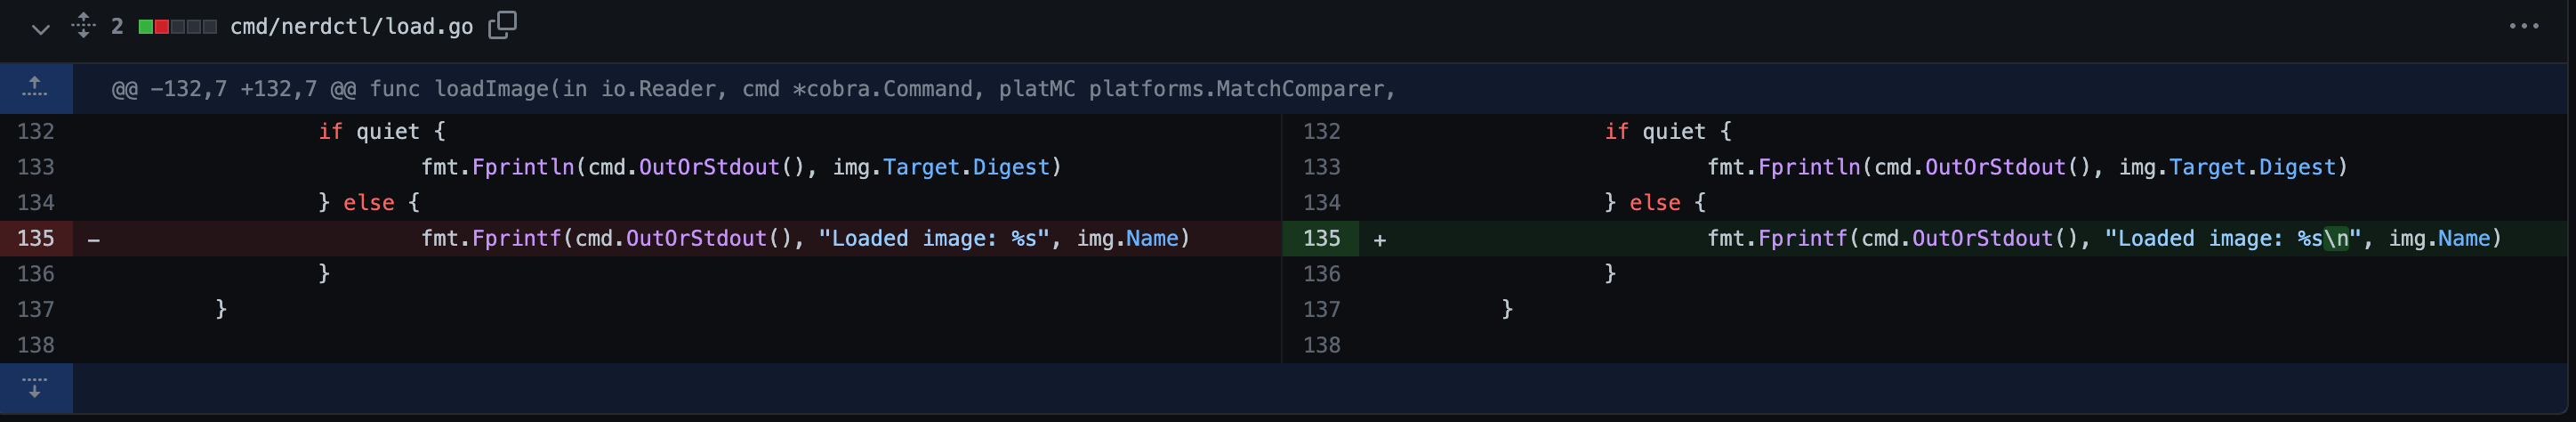 2 cmd/nerdctl/load.go
@@ -132,7 +132,7 @@ func loadImage(in io.Reader, cmd *cobra.Command, platMC platforms.MatchComparer,
132 if quiet {
133 fmt.Fprintln(cmd.OutOrStdout(), img.Target.Digest)
134 } else {
135 - fmt.Fprintf(cmd.OutOrStdout(), "Loaded image: %s", img.Name)
136 }
137 }
138
132 if quiet {
133 fmt.Fprintln(cmd.OutOrStdout(), img.Target.Digest)
134 } else {
135 + fmt.Fprintf(cmd.OutOrStdout(), "Loaded image: %s\n", img.Name)
136 }
137 }
138